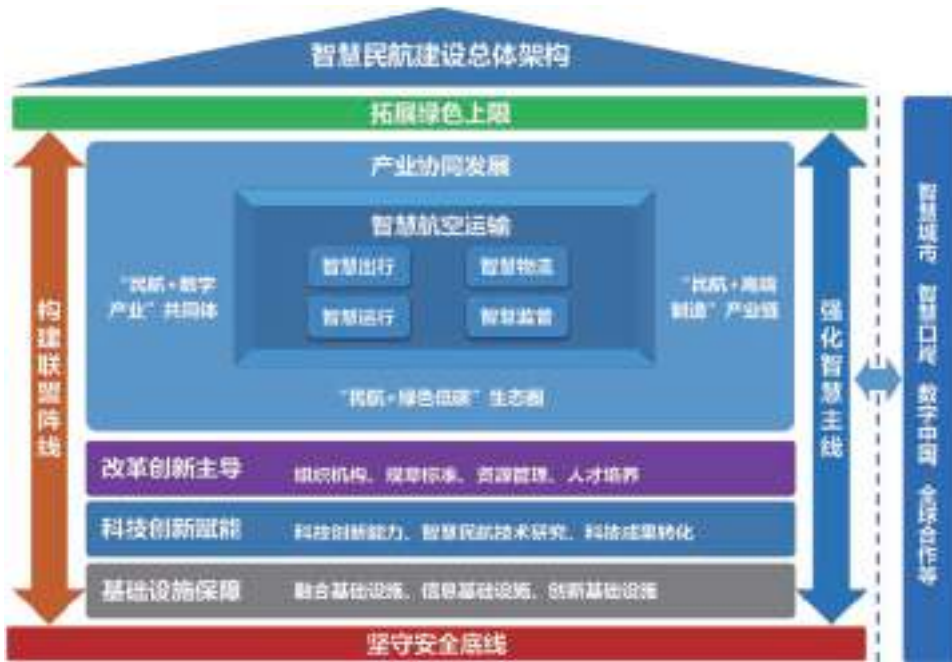 智慧民航建设总体架构
拓展绿色上限
构建联盟阵线
产业协同发展
智慧航空运输
智慧出行
智慧物流
智慧运行
智慧监管
“民航+数字
产业”共同体
“民航+高端
制造”产业链
“民航+绿色低碳”生态圈
强化智慧主线
改革创新主导
组织机构、规章标准、资源管理、人才培养
科技创新赋能
科技创新能力、智慧民航技术研究、科技成果转化
基础设施保障
融合基础设施、信息基础设施、创新基础设施
坚守安全底线
智慧城市 智慧口岸 数字中国 全球合作等